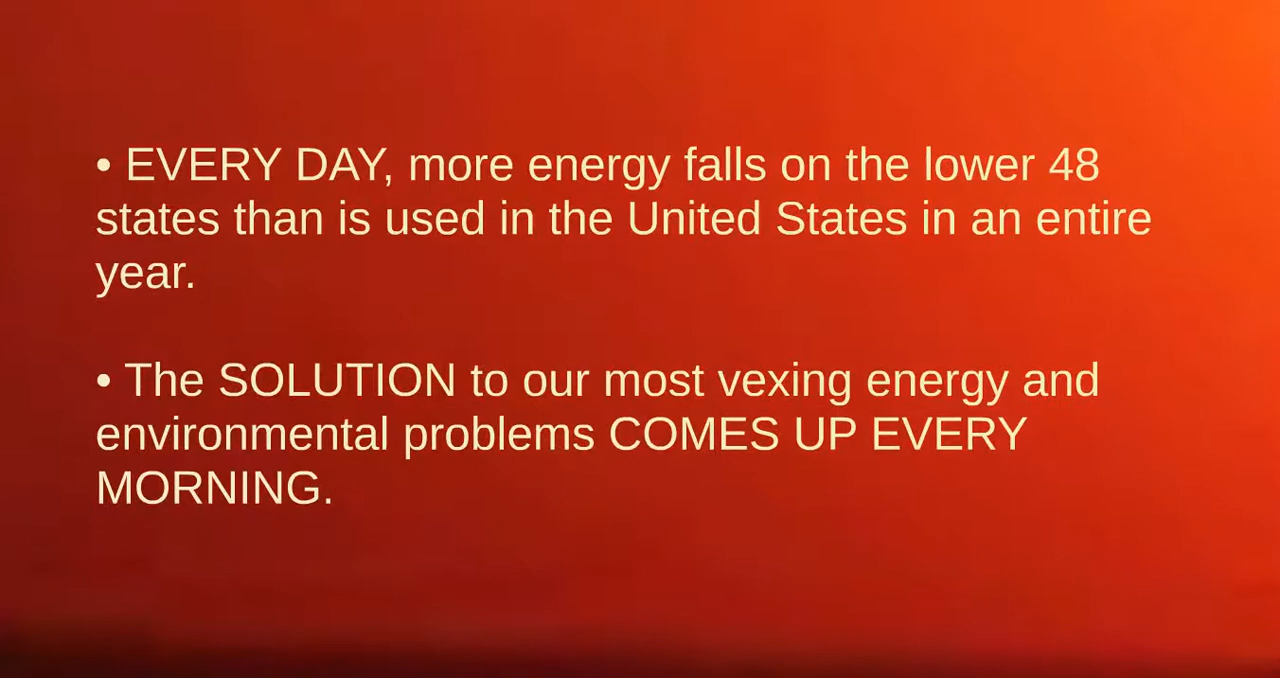 • EVERY DAY, more energy falls on the lower 48
states than is used in the United States in an entire
year.
• The SOLUTION to our most vexing energy and
environmental problems COMES UP EVERY
MORNING.